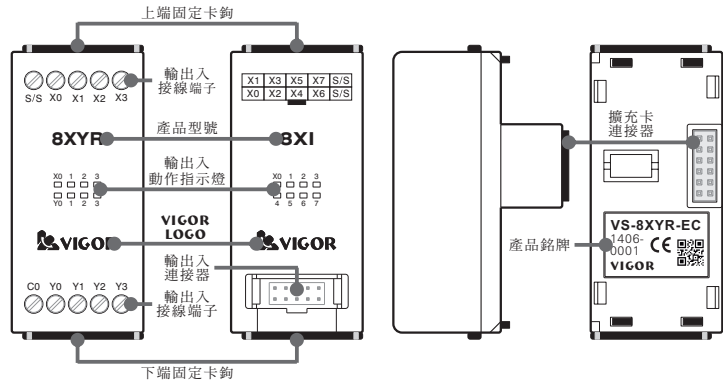 上端固定卡鉤
S/S X0 X1 X2 X3
輸出入
接線端子
X1 X3 X5 X7 S/S
X0 X2 X4 X6 S/S
8XYR
產品型號
8XI
X0 1 2 3
Y0 1 2 3
輸出入
動作指示燈
X0 1 2 3
4 5 6 7
VIGOR
VIGOR
LOGO
VIGOR
輸出入
連接器
C0 Y0 Y1 Y2 Y3
輸出入
接線端子
下端固定卡鉤
擴充卡
連接器
產品銘牌
VS-8XYR-EC
1406-
0001
CE
VIGOR